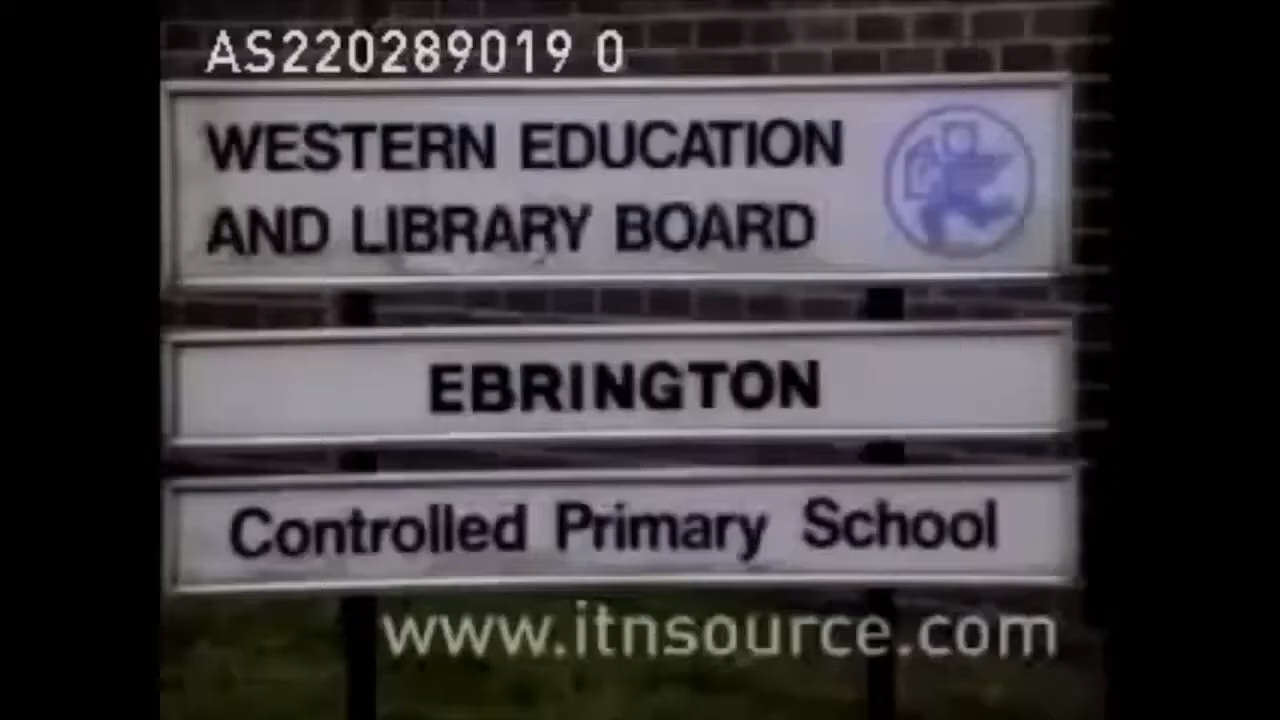 AS220289019 0
WESTERN EDUCATION
AND LIBRARY BOARD
EBRINGTON
Controlled Primary School
www.itnsource.com